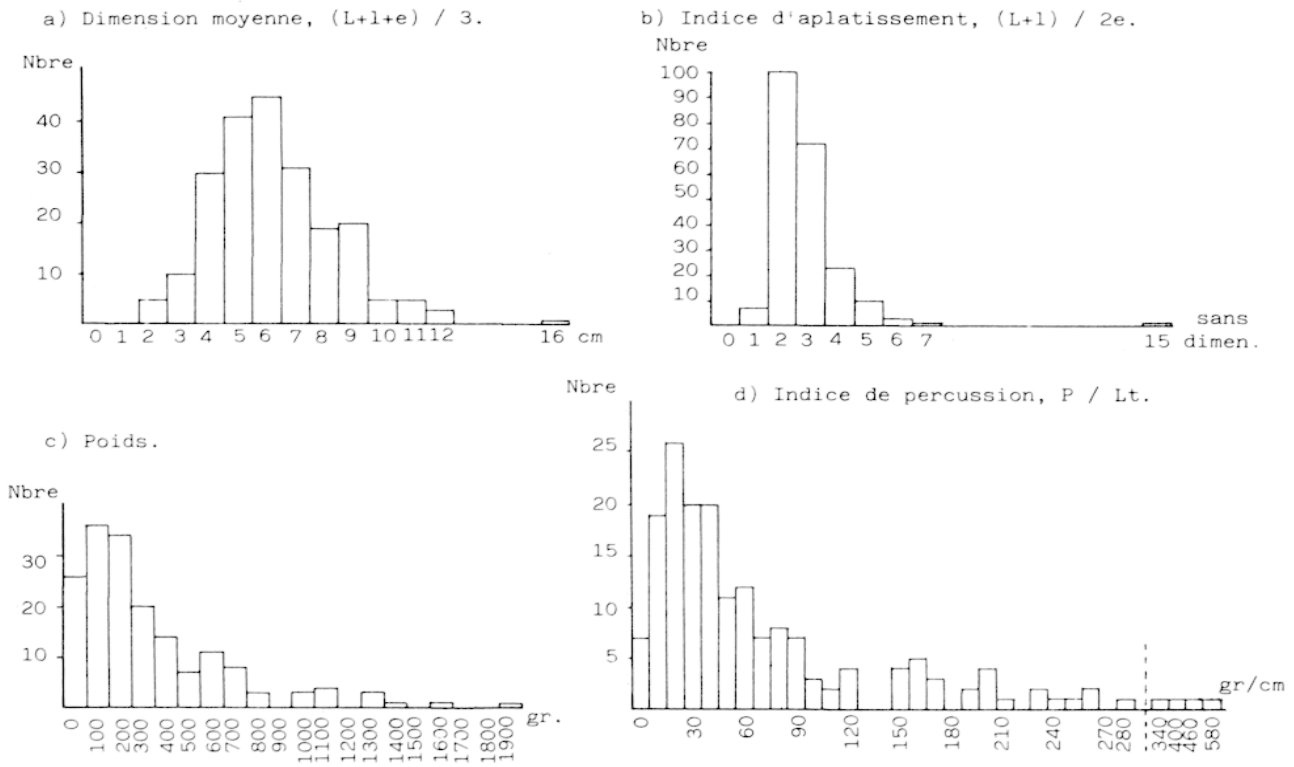 a) Dimension moyenne, (L+l+e) / 3.
Nbre
40
30
20
10
0 1 2 3 4 5 6 7 8 9 10 11 12 16 cm
b) Indice d'aplatissement, (L+l) / 2e.
Nbre
100
90
80
70
60
50
40
30
20
10
0 1 2 3 4 5 6 7 15
sans
dimen.
c) Poids.
Nbre
30
20
10
0 100 200 300 400 500 600 700 800 900 1000 1100 1200 1300 1400 1500 1600 1700 1800 1900 gr.
d) Indice de percussion, P / Lt.
Nbre
25
20
15
10
5
0 30 60 90 120 150 180 210 240 270 280 340 400 460 580
gr/cm